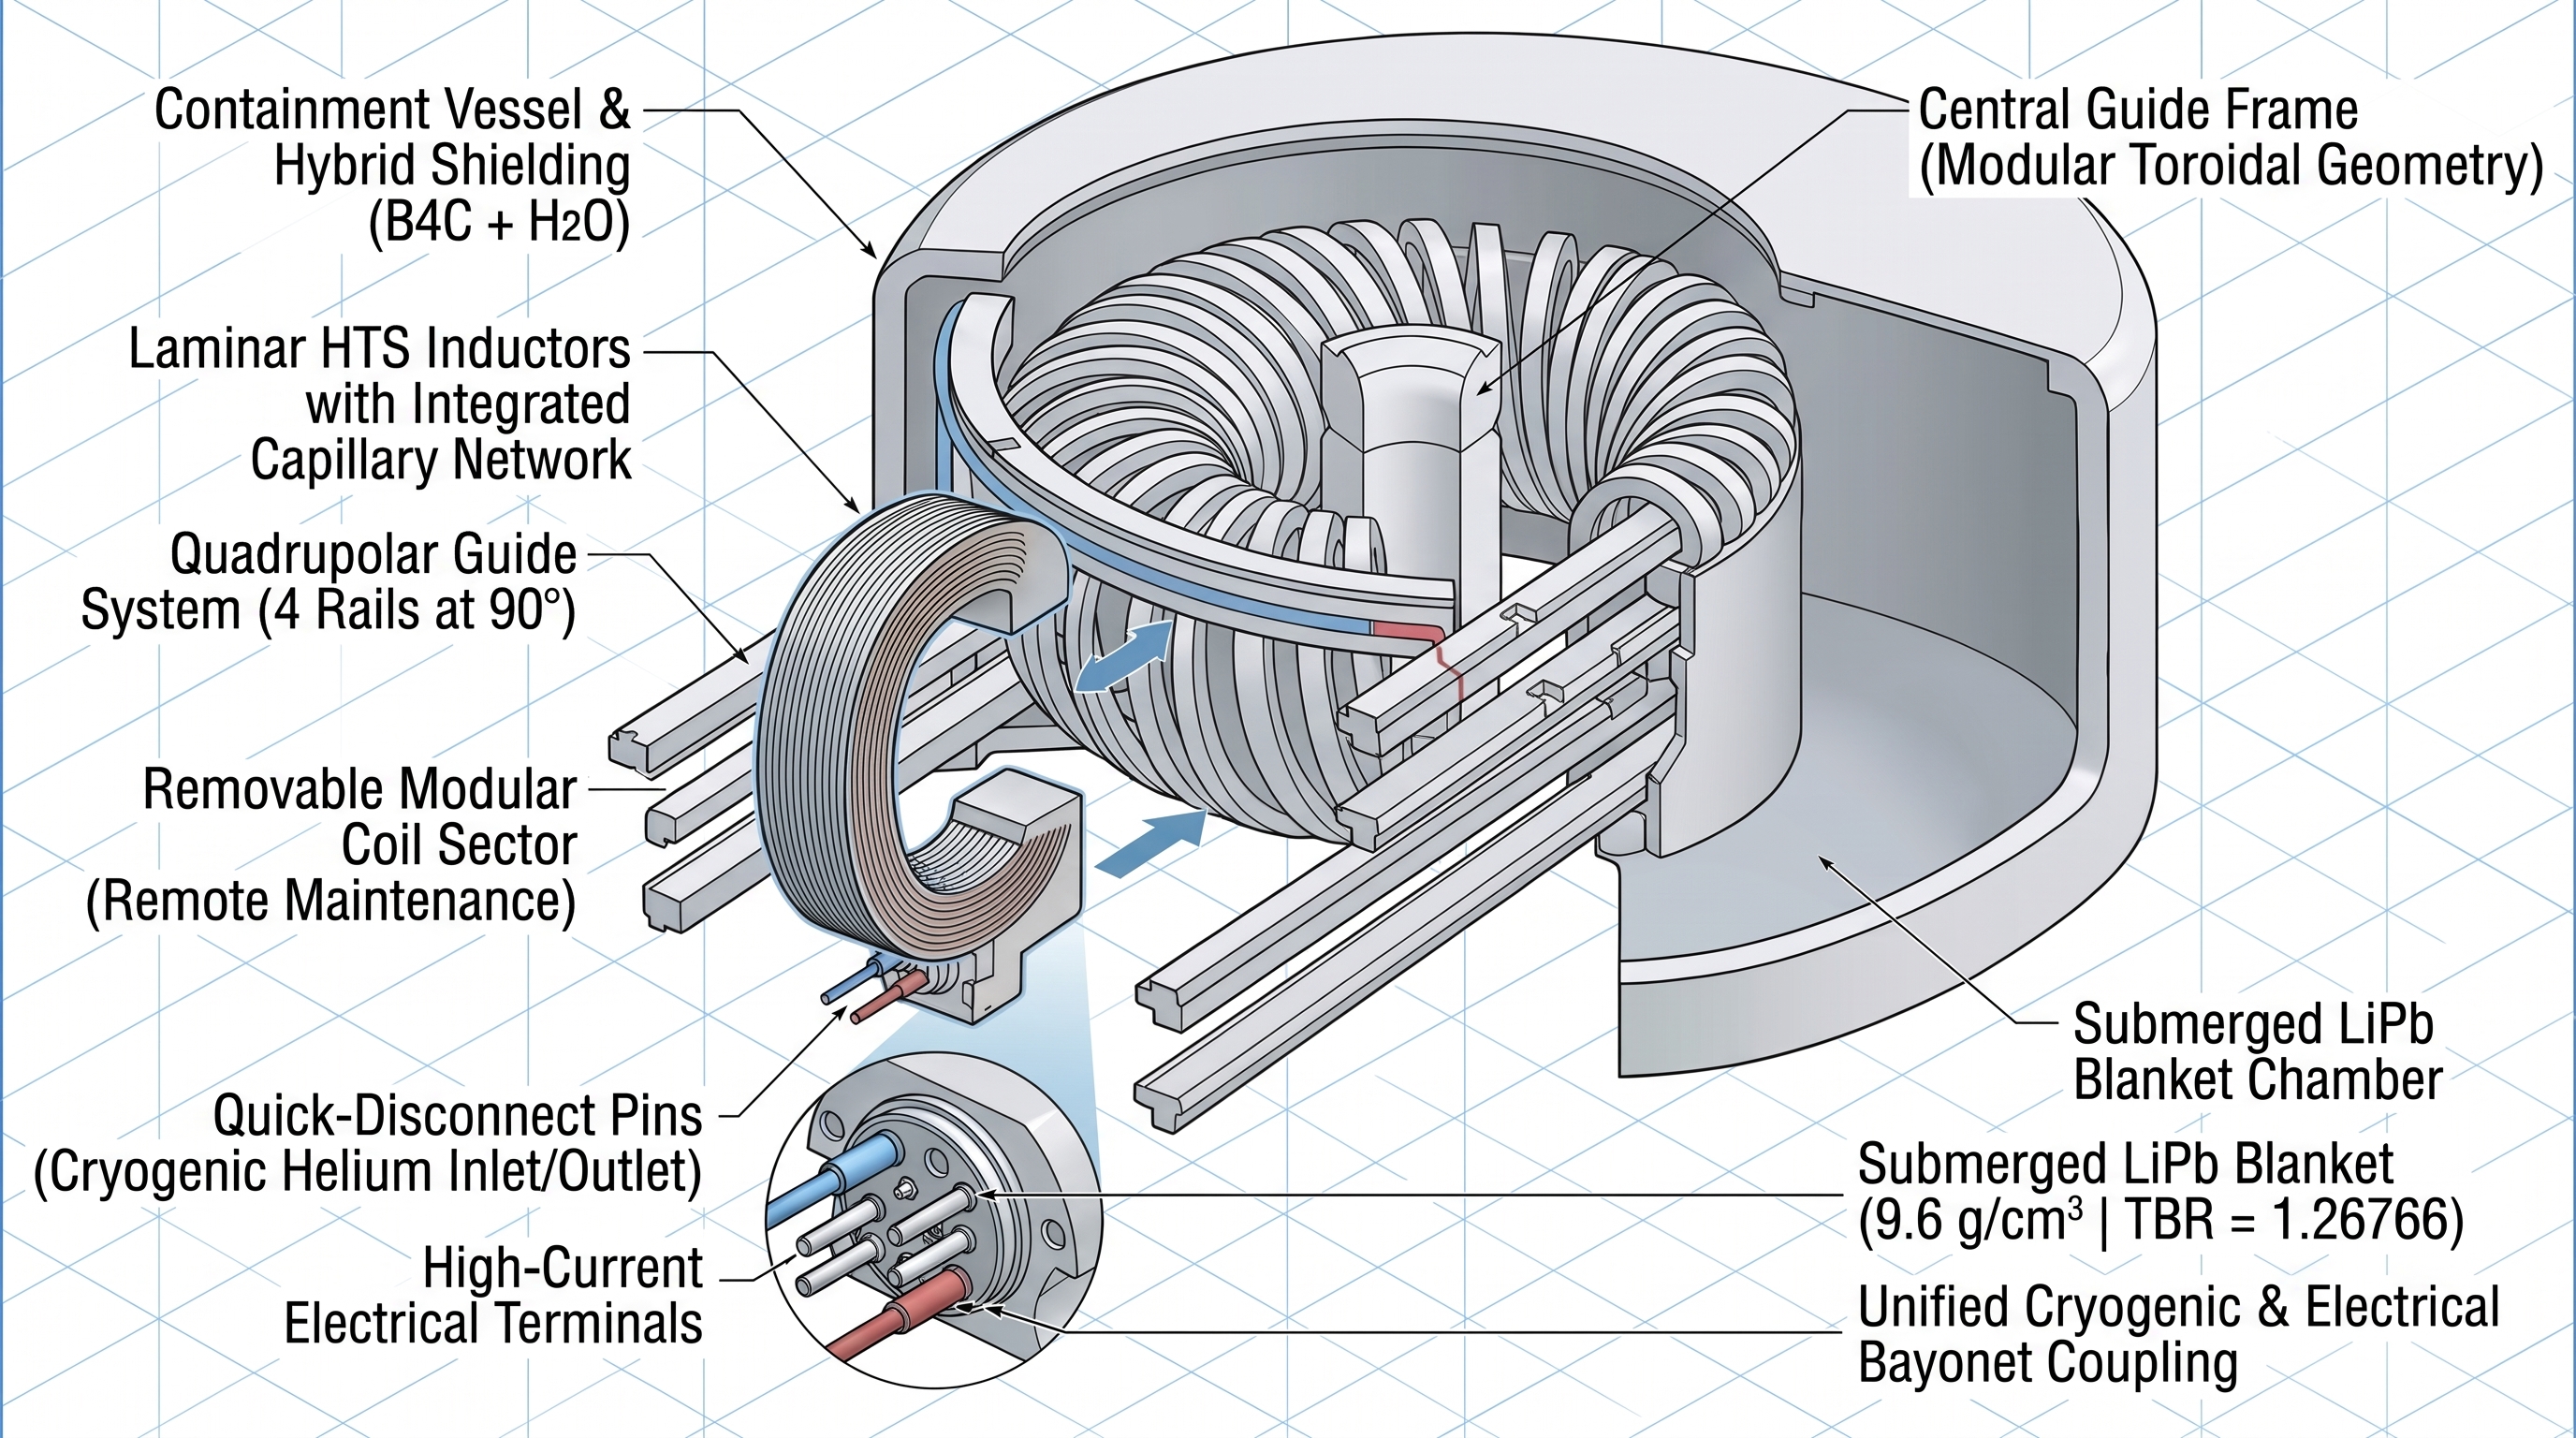 Containment Vessel &
Hybrid Shielding
(B4C + H2O)
Central Guide Frame
(Modular Toroidal Geometry)
Laminar HTS Inductors
with Integrated
Capillary Network
Quadrupolar Guide
System (4 Rails at 90°)
Removable Modular
Coil Sector
(Remote Maintenance)
Quick-Disconnect Pins
(Cryogenic Helium Inlet/Outlet)
High-Current
Electrical Terminals
Submerged LiPb
Blanket Chamber
Submerged LiPb Blanket
(9.6 g/cm³ | TBR = 1.26766)
Unified Cryogenic & Electrical
Bayonet Coupling